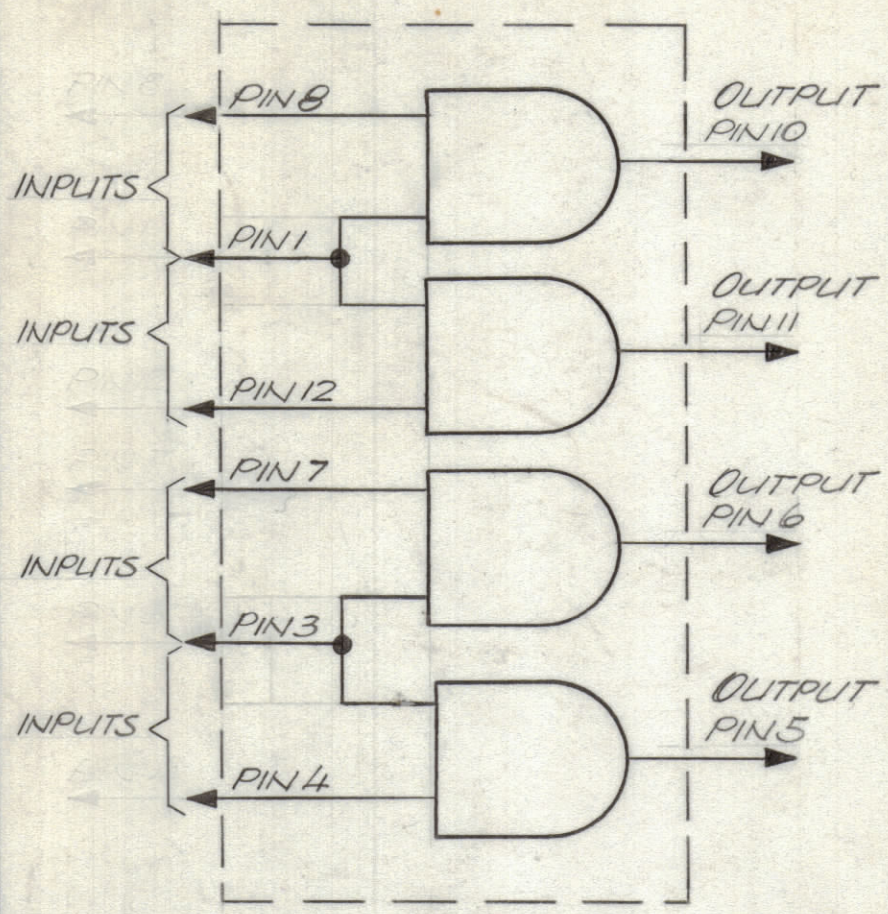 PIN 8
OUTPUT
PIN 10
INPUTS
PIN 1
OUTPUT
PIN 11
INPUTS
PIN 12
PIN 7
OUTPUT
PIN 6
INPUTS
PIN 3
OUTPUT
PIN 5
INPUTS
PIN 4